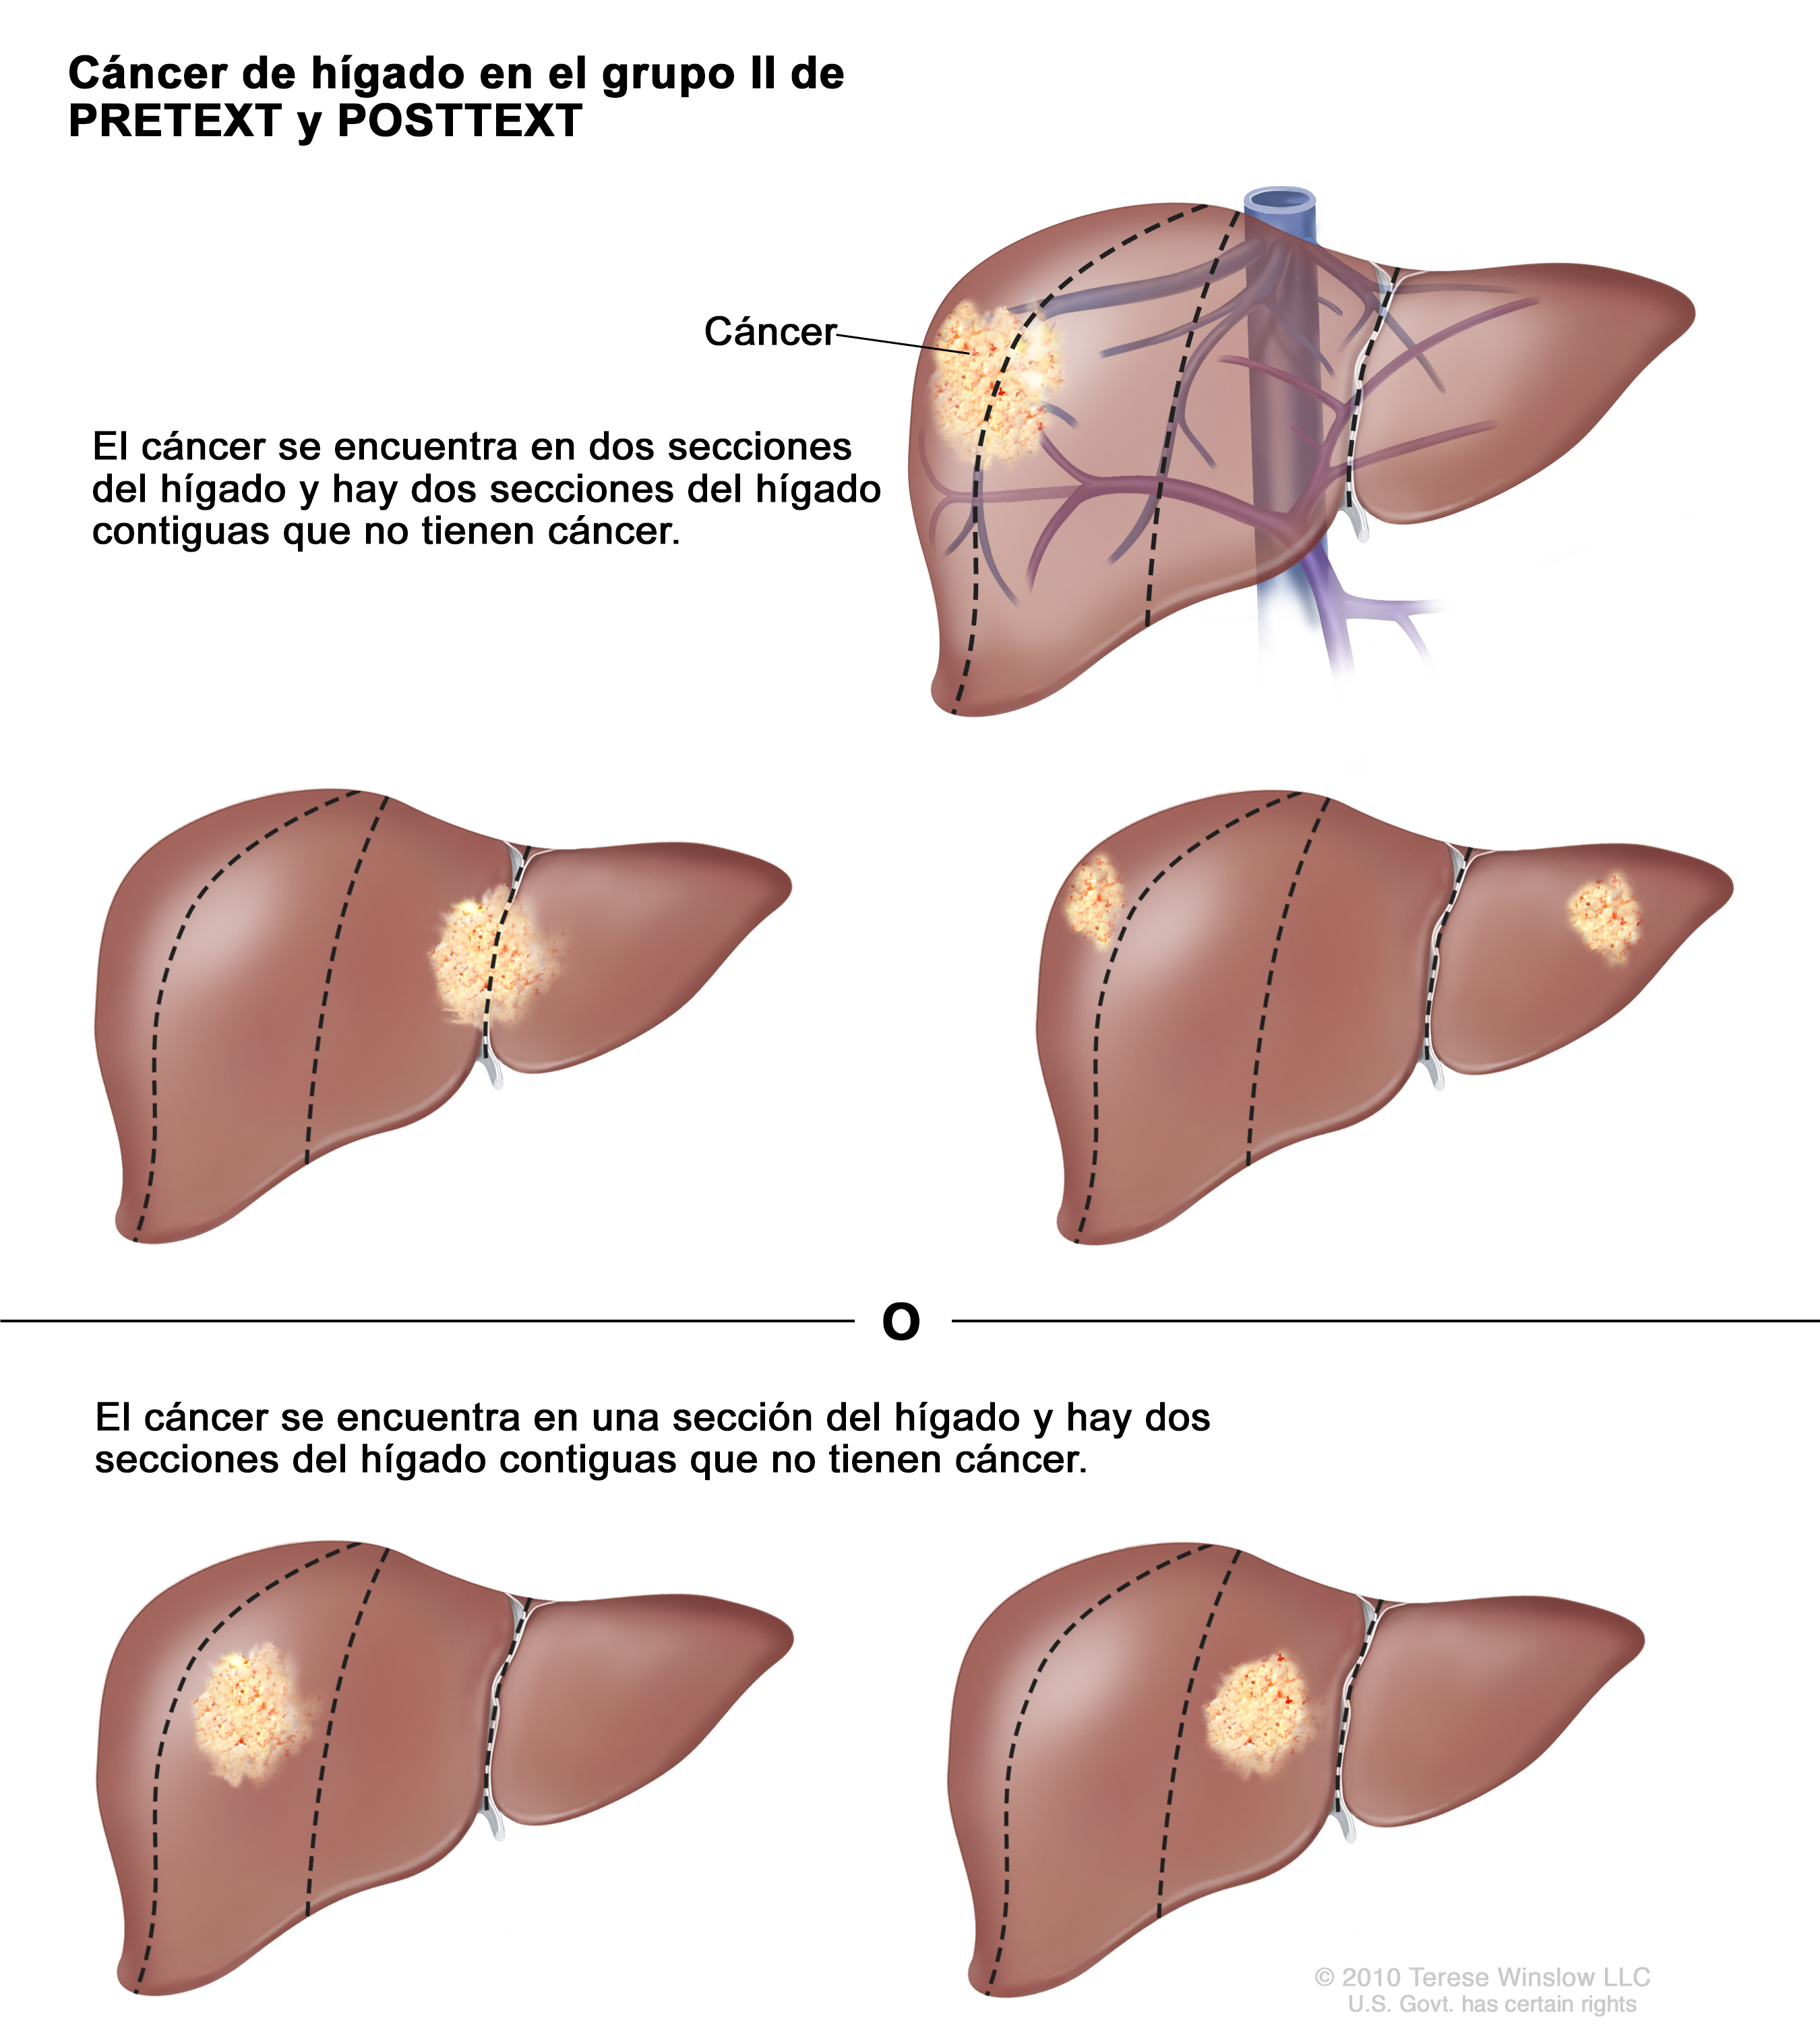 Cáncer de hígado en el grupo II de
PRETEXT y POSTTEXT
Cáncer
El cáncer se encuentra en dos secciones
del hígado y hay dos secciones del hígado
contiguas que no tienen cáncer.
O
El cáncer se encuentra en una sección del hígado y hay dos
secciones del hígado contiguas que no tienen cáncer.
© 2010 Terese Winslow LLC
U.S. Govt. has certain rights